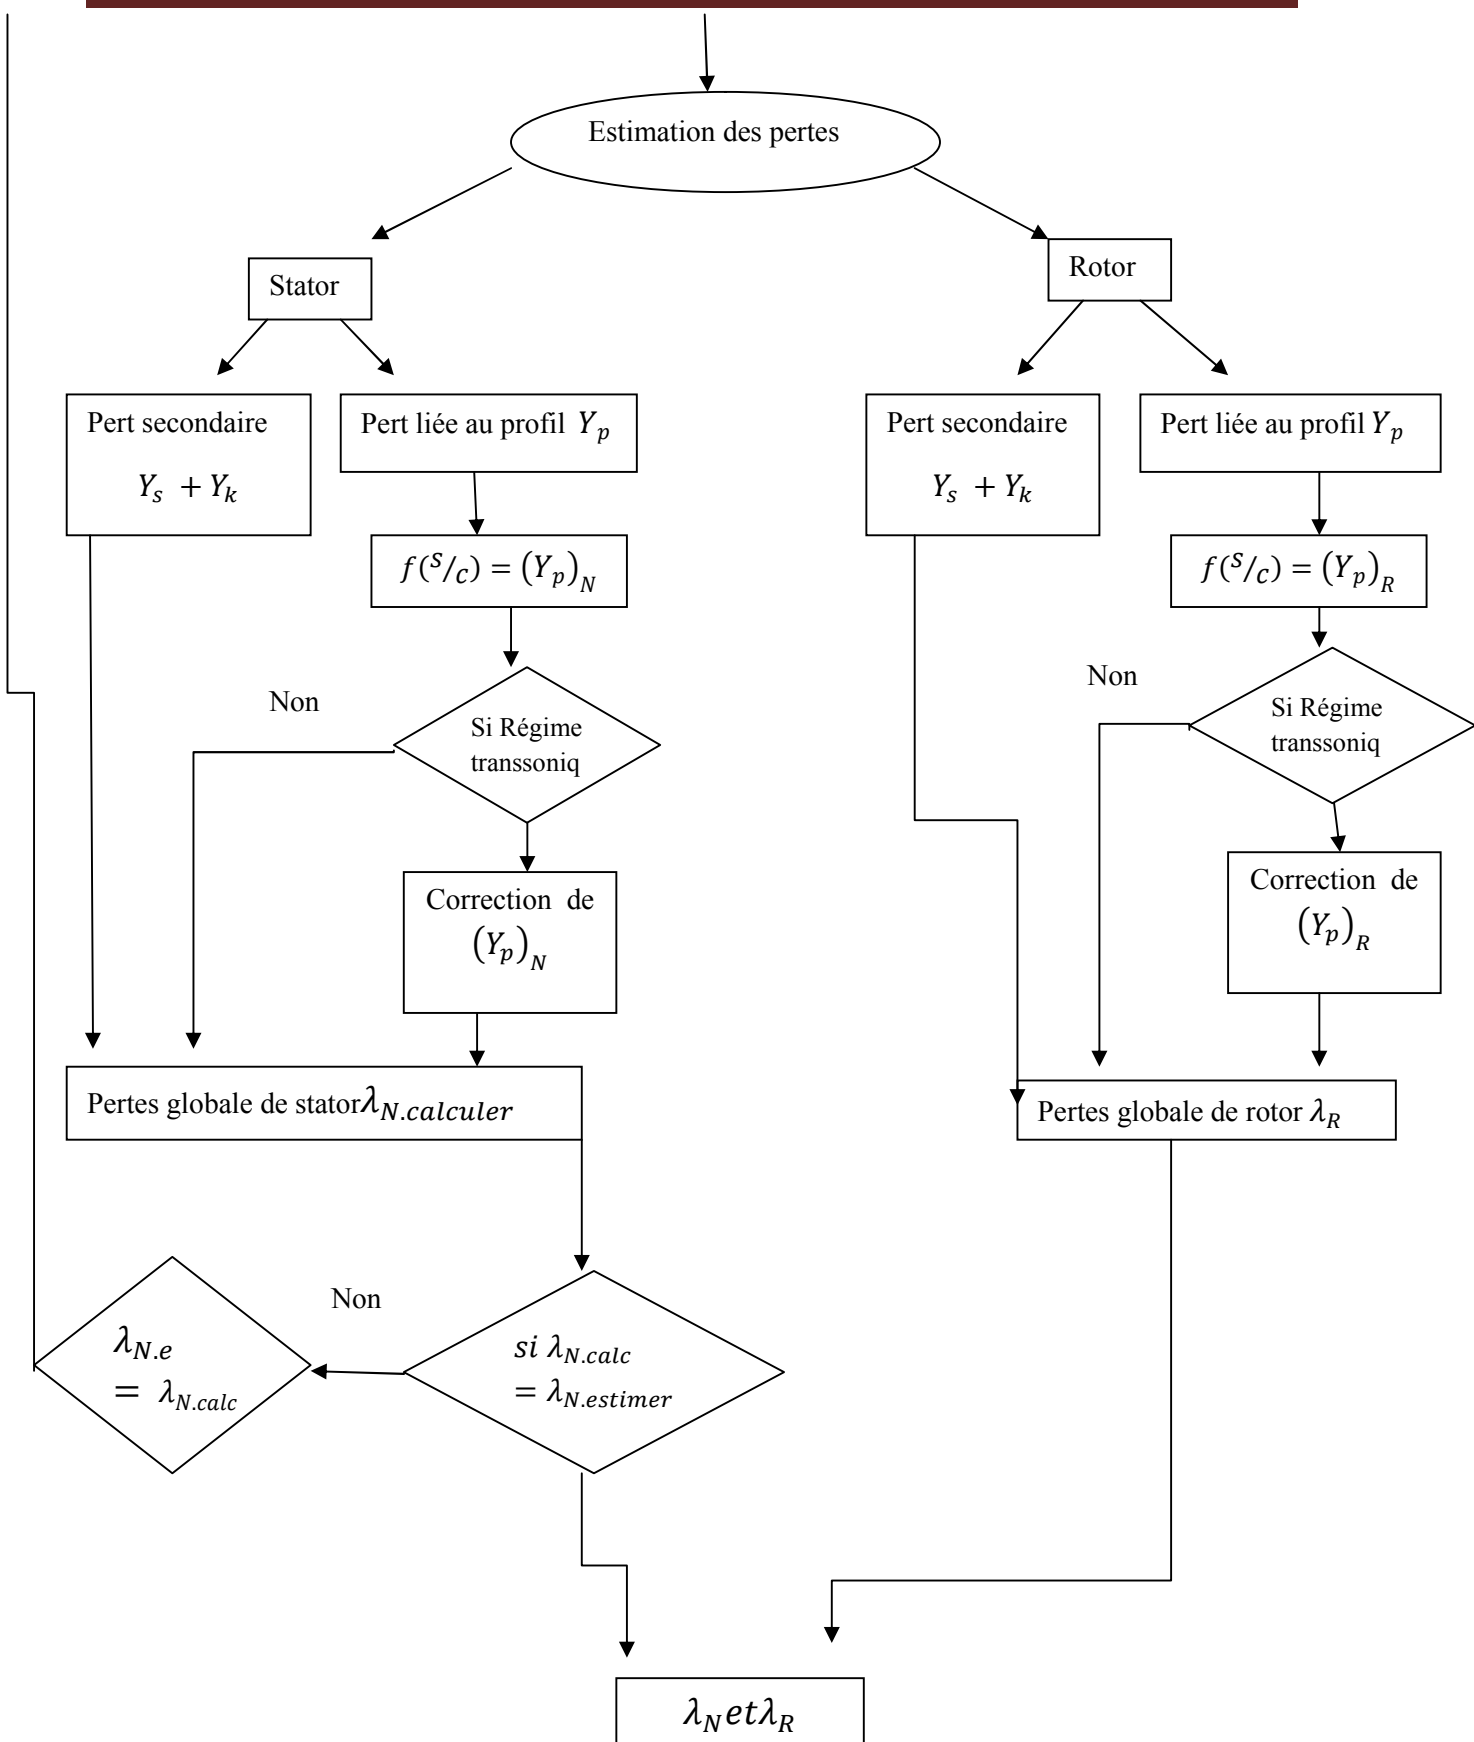 Estimation des pertes
Stator
Rotor
Pert secondaire
Y_s + Y_k
Pert liée au profil Y_p
Pert secondaire
Y_s + Y_k
Pert liée au profil Y_p
f(s/c) = (Y_p)_N
f(s/c) = (Y_p)_R
Non
Si Régime
transsoniq
Non
Si Régime
transsoniq
Correction de
(Y_p)_N
Correction de
(Y_p)_R
Pertes globale de stator λ_N.calculer
Pertes globale de rotor λ_R
λ_N.e
= λ_N.calc
Non
si λ_N.calc
= λ_N.estimer
λ_N et λ_R